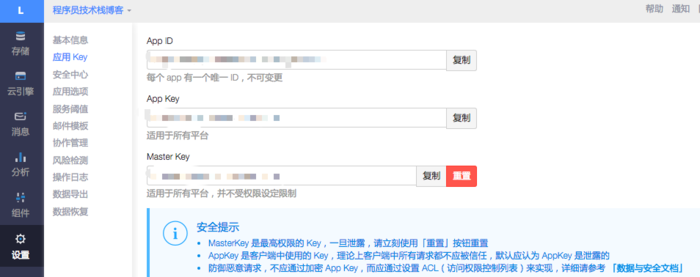 L 程序员技术栈博客 帮助 通知
存储
云引擎
消息
分析
组件
设置
基本信息
应用 Key
安全中心
应用选项
服务阈值
邮件模板
协作管理
风险检测
操作日志
数据导出
数据恢复
App ID
复制
每个 app 有一个唯一 ID，不可变更
App Key
复制
适用于所有平台
Master Key
复制 重置
适用于所有平台，并不受权限设定限制
安全提示
MasterKey 是最高权限的 Key，一旦泄露，请立刻使用「重置」按钮重置
AppKey 是客户端中使用的 Key，理论上客户端中所有请求都不应被信任，默认应认为 AppKey 是泄露的
防御恶意请求，不应通过加密 App Key，而应通过设置 ACL（访问权限控制列表）来实现，详细请参考 「数据与安全文档」